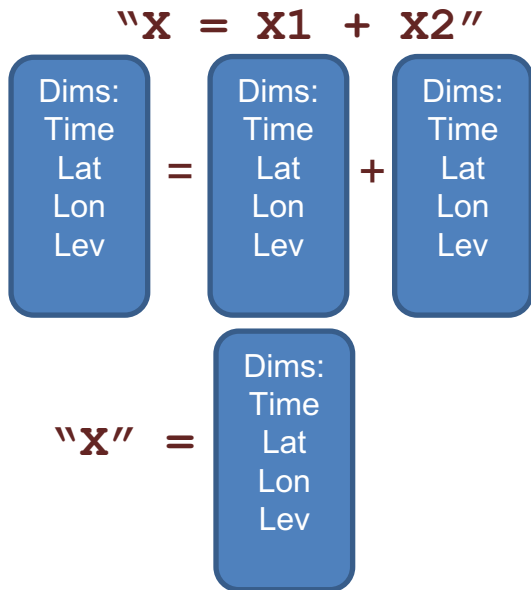 “X = X1 + X2”
Dims:
Time
Lat
Lon
Lev
=
Dims:
Time
Lat
Lon
Lev
+
Dims:
Time
Lat
Lon
Lev
“X” =
Dims:
Time
Lat
Lon
Lev